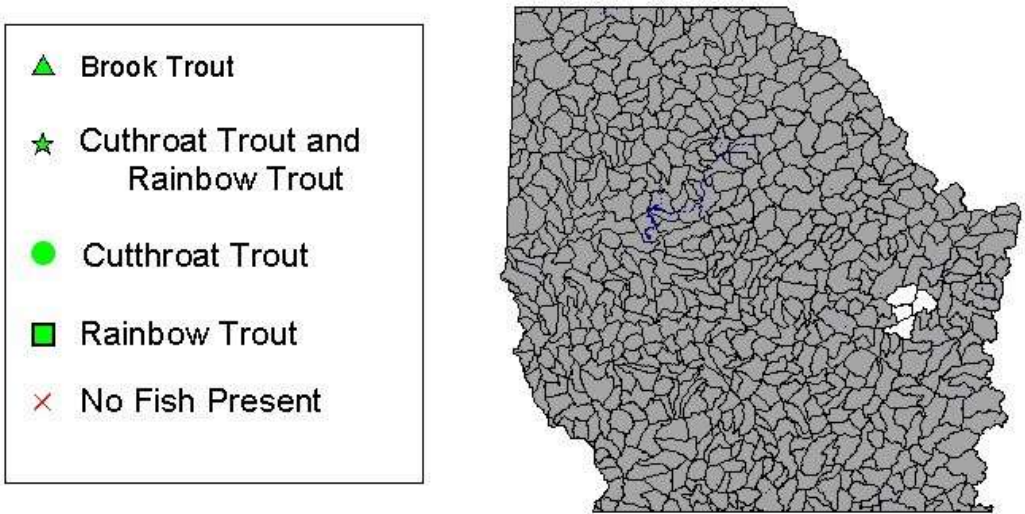 Brook Trout
Cuthroat Trout and
Rainbow Trout
Cutthroat Trout
Rainbow Trout
No Fish Present